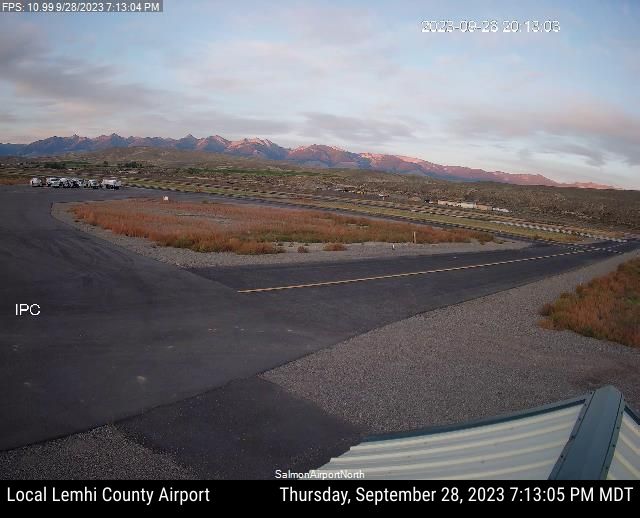 FPS: 10.99 9/28/2023 7:13:04 PM
2023-09-28 20:13:03
IPC
SalmonAirportNorth
Local Lemhi County Airport Thursday, September 28, 2023 7:13:05 PM MDT